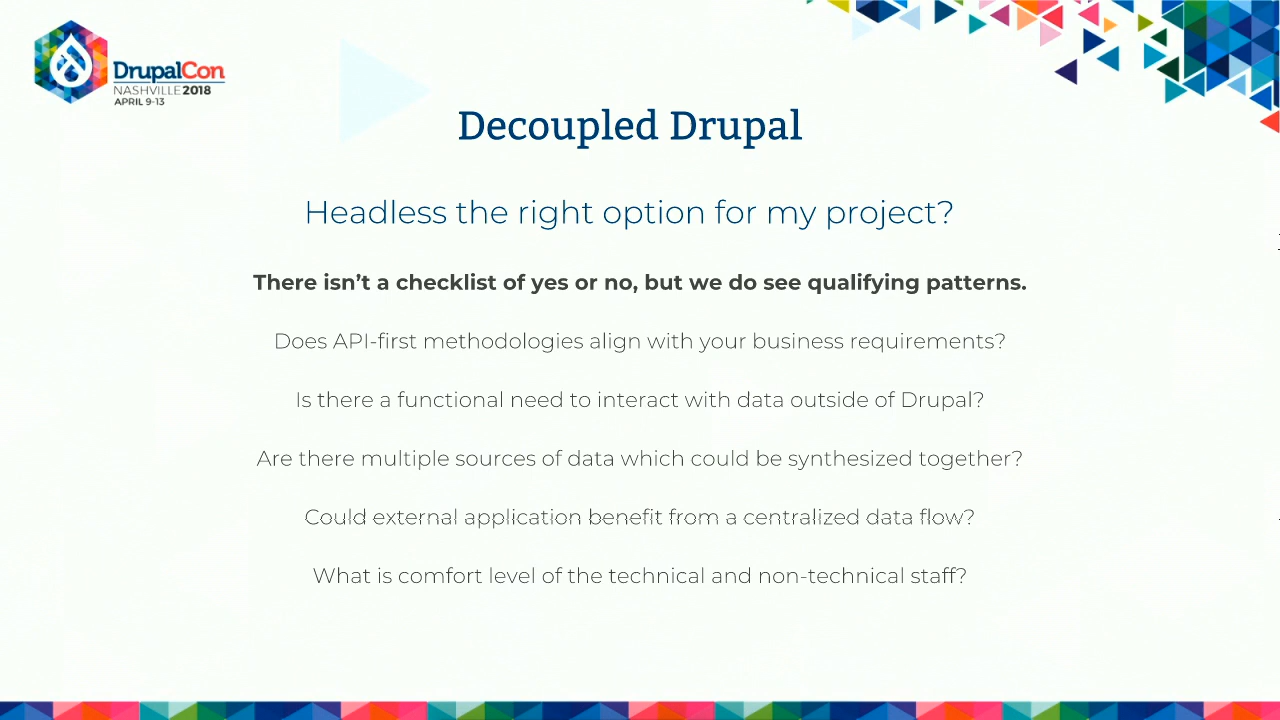 DrupalCon
NASHVILLE 2018
APRIL 9-13
Decoupled Drupal
Headless the right option for my project?
There isn’t a checklist of yes or no, but we do see qualifying patterns.
Does API-first methodologies align with your business requirements?
Is there a functional need to interact with data outside of Drupal?
Are there multiple sources of data which could be synthesized together?
Could external application benefit from a centralized data flow?
What is comfort level of the technical and non-technical staff?